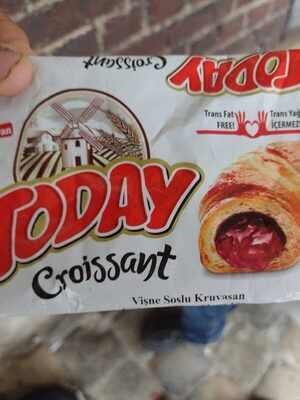 TODAY
Croissant
Trans Fat
FREE!
Trans Yağ
İÇERMEZ
TODAY
Croissant
Vişne Soslu Kruvasan